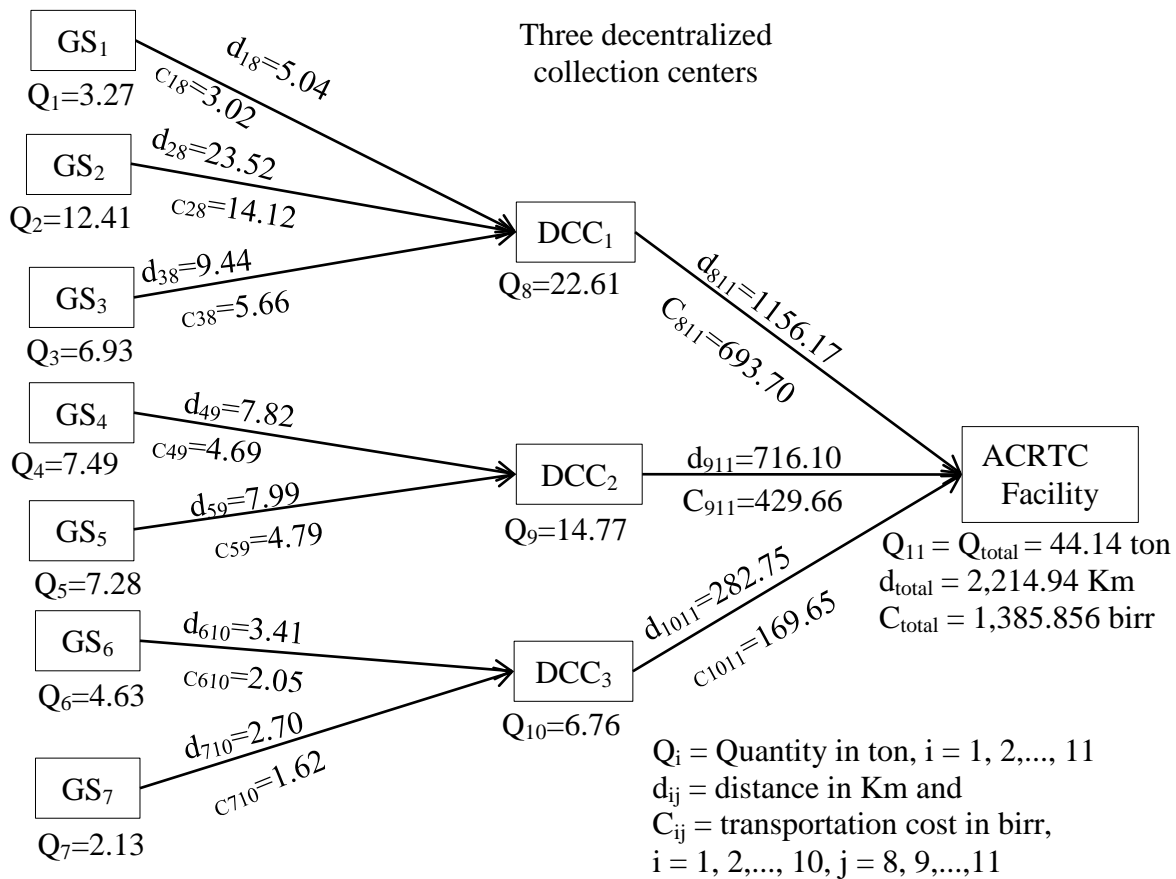 Three decentralized
collection centers
GS₁
Q₁=3.27
d₁₈=5.04
C₁₈=3.02
GS₂
Q₂=12.41
d₂₈=23.52
C₂₈=14.12
GS₃
Q₃=6.93
d₃₈=9.44
C₃₈=5.66
DCC₁
Q₈=22.61
d₈₁₁=1156.17
C₈₁₁=693.70
GS₄
Q₄=7.49
d₄₉=7.82
C₄₉=4.69
GS₅
Q₅=7.28
d₅₉=7.99
C₅₉=4.79
DCC₂
Q₉=14.77
d₉₁₁=716.10
C₉₁₁=429.66
ACRTC
Facility
Q₁₁ = Q_total = 44.14 ton
d_total = 2,214.94 Km
C_total = 1,385.856 birr
GS₆
Q₆=4.63
d₆₁₀=3.41
C₆₁₀=2.05
GS₇
Q₇=2.13
d₇₁₀=2.70
C₇₁₀=1.62
DCC₃
Q₁₀=6.76
d₁₀₁₁=282.75
C₁₀₁₁=169.65
Q_i = Quantity in ton, i = 1, 2,..., 11
d_ij = distance in Km and
C_ij = transportation cost in birr,
i = 1, 2,..., 10, j = 8, 9,...,11